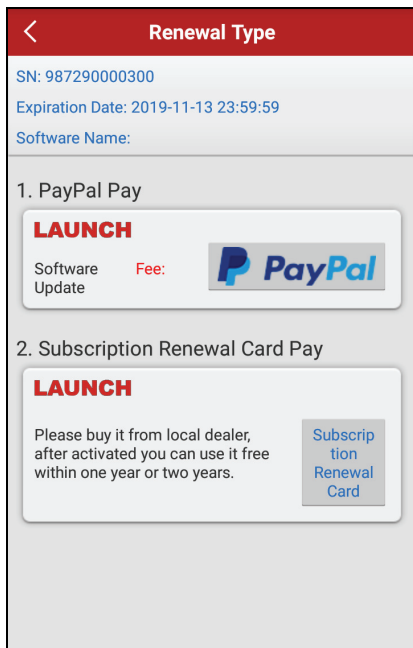 Renewal Type
SN: 987290000300
Expiration Date: 2019-11-13 23:59:59
Software Name:
1. PayPal Pay
LAUNCH
Software Fee:
Update
PayPal
2. Subscription Renewal Card Pay
LAUNCH
Please buy it from local dealer,
after activated you can use it free
within one year or two years.
Subscrip
tion
Renewal
Card